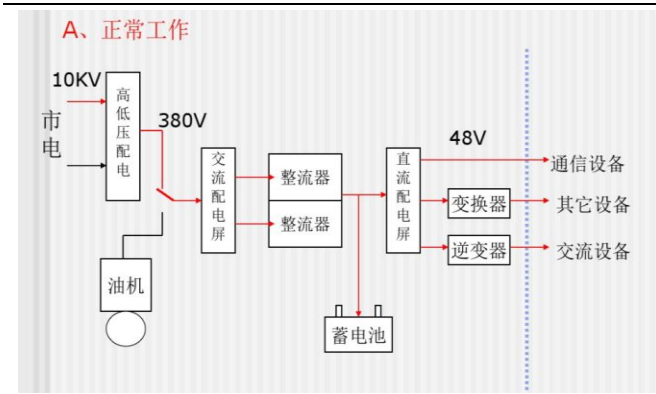 A、正常工作
10KV
市电
高低压配电
380V
交流配电屏
整流器
整流器
直流配电屏
48V
通信设备
变换器
其它设备
逆变器
交流设备
油机
蓄电池